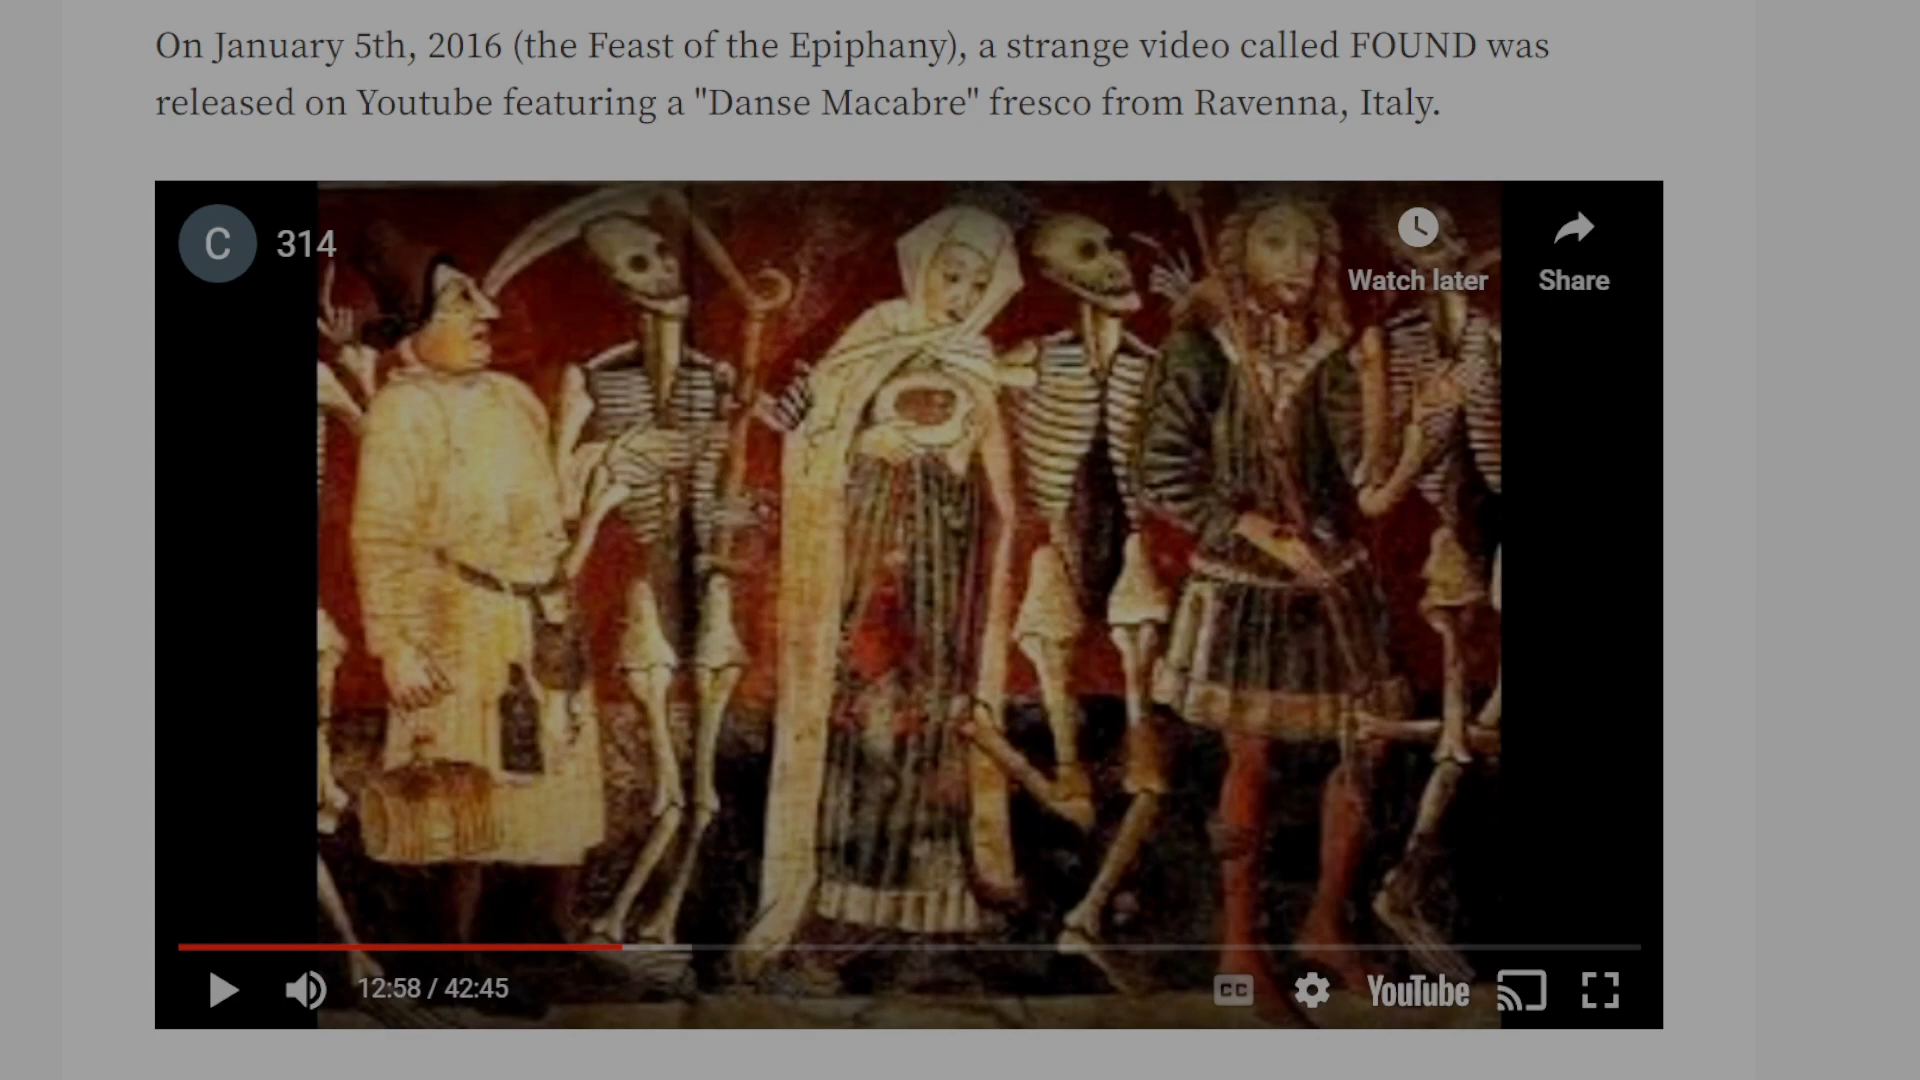 On January 5th, 2016 (the Feast of the Epiphany), a strange video called FOUND was
released on Youtube featuring a "Danse Macabre" fresco from Ravenna, Italy.
C 314
Watch later Share
12:58 / 42:45 CC YouTube